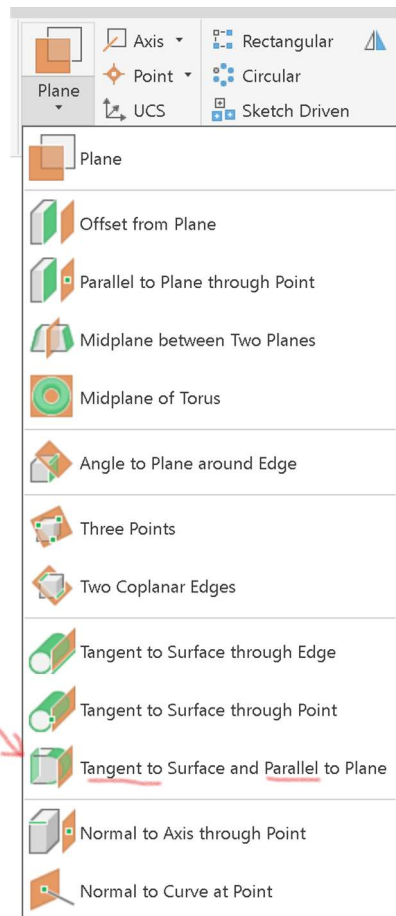 Plane
Axis
Point
UCS
Rectangular
Circular
Sketch Driven
Plane
Offset from Plane
Parallel to Plane through Point
Midplane between Two Planes
Midplane of Torus
Angle to Plane around Edge
Three Points
Two Coplanar Edges
Tangent to Surface through Edge
Tangent to Surface through Point
Tangent to Surface and Parallel to Plane
Normal to Axis through Point
Normal to Curve at Point